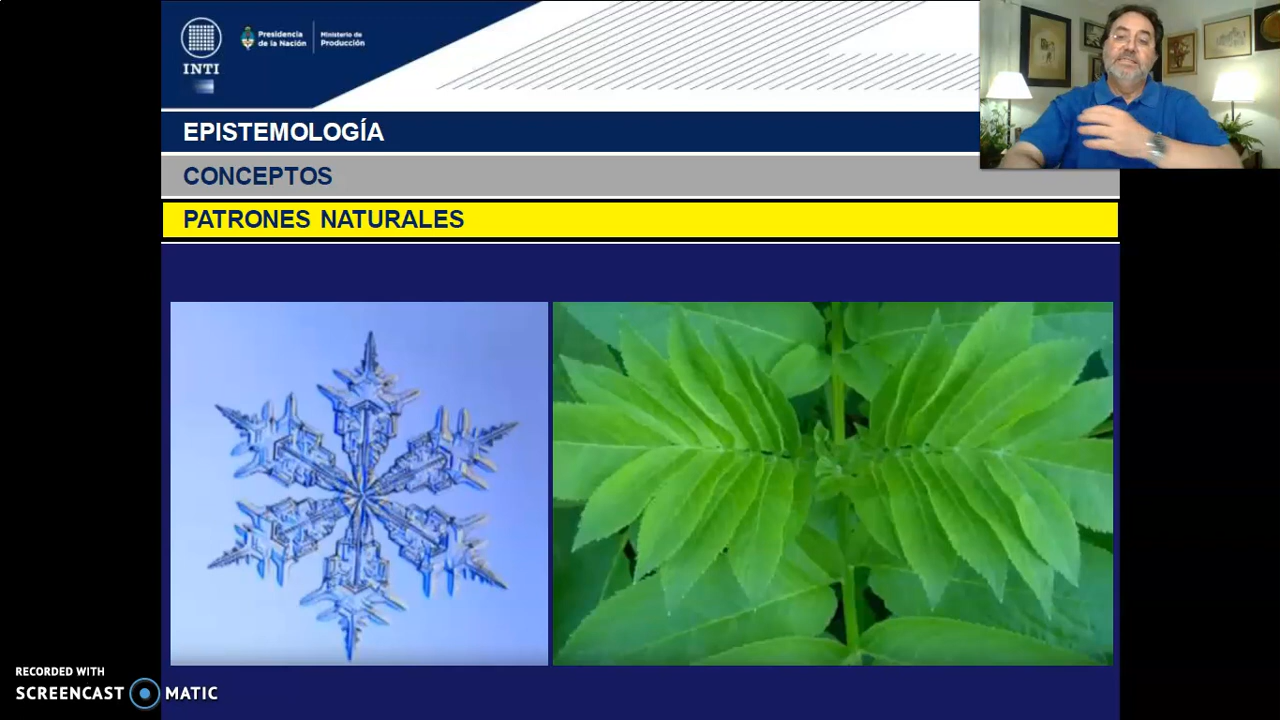 INTI
Presidencia
de la Nación
Ministerio de
Producción
EPISTEMOLOGÍA
CONCEPTOS
PATRONES NATURALES
RECORDED WITH
SCREENCAST MATIC